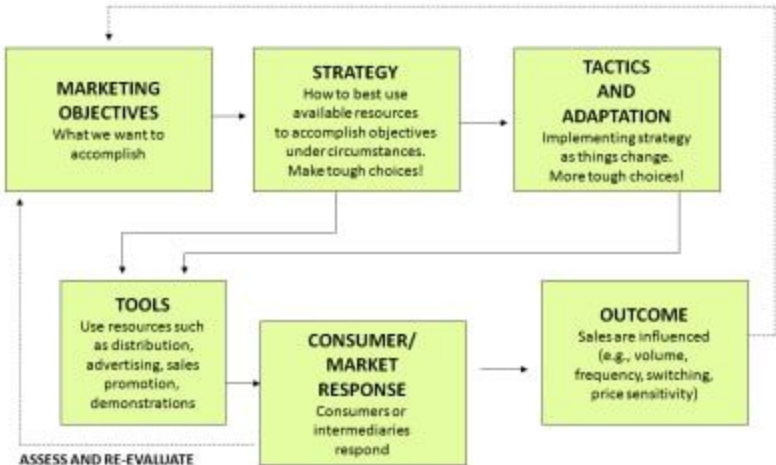 MARKETING
OBJECTIVES
What we want to
accomplish
STRATEGY
How to best use
available resources
to accomplish objectives
under circumstances.
Make tough choices!
TACTICS
AND
ADAPTATION
Implementing strategy
as things change.
More tough choices!
TOOLS
Use resources such
as distribution,
advertising, sales
promotion,
demonstrations
CONSUMER/
MARKET
RESPONSE
Consumers or
intermediaries
respond
OUTCOME
Sales are influenced
(e.g., volume,
frequency, switching,
price sensitivity)
ASSESS AND RE-EVALUATE